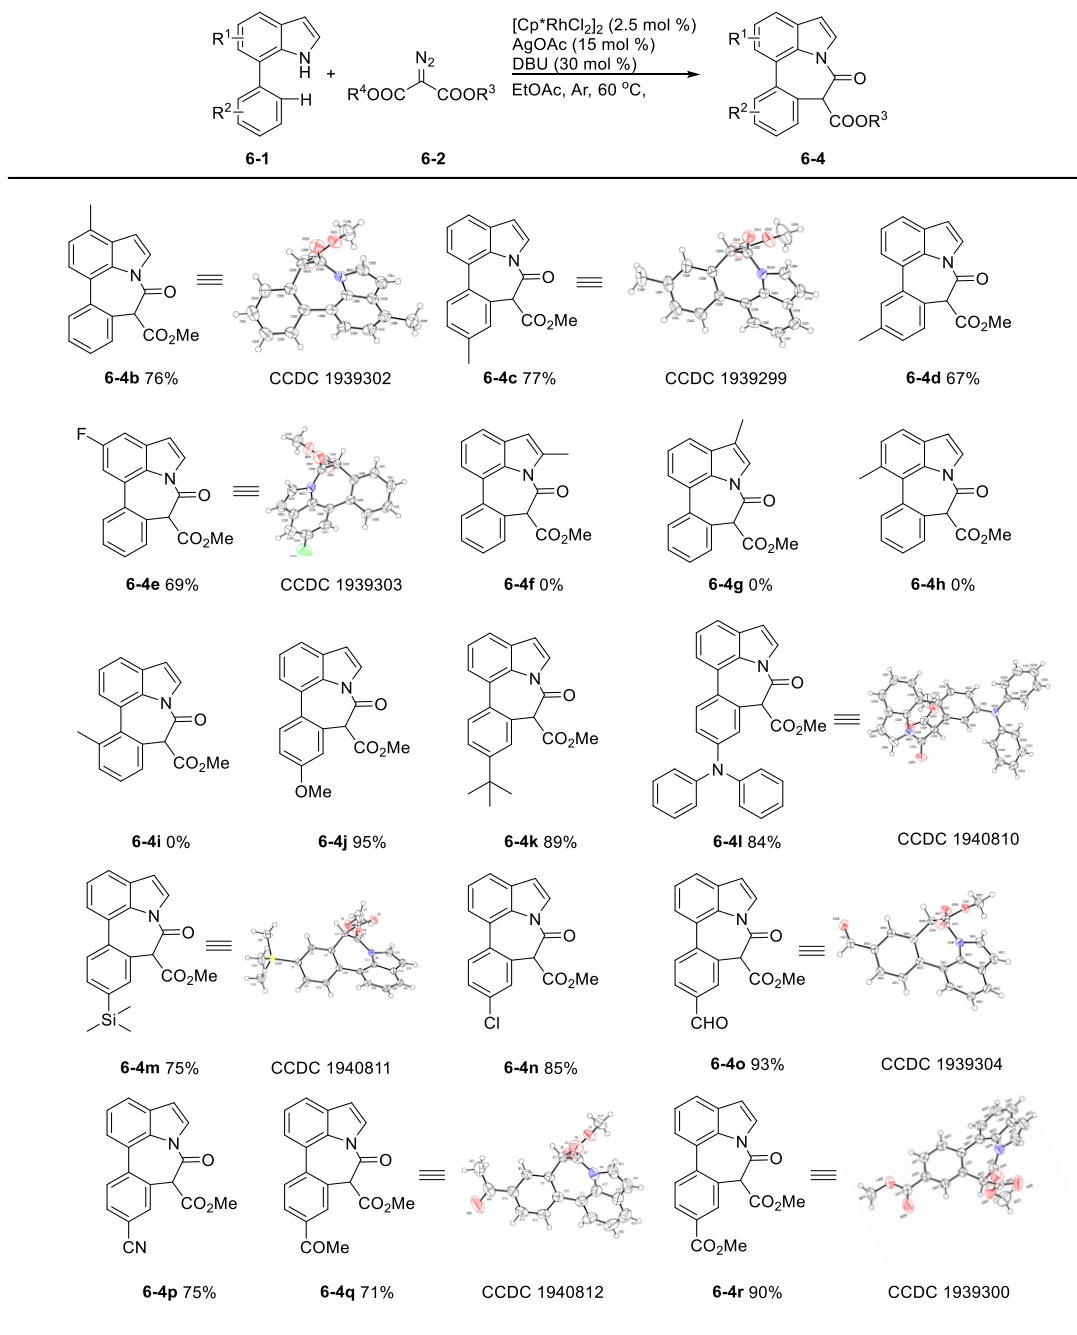 [Cp*RhCl2]2 (2.5 mol %)
AgOAc (15 mol %)
DBU (30 mol %)
EtOAc, Ar, 60 °C,
R1 N H H R2 + N2 R4OOC COOR3 R1 N O R2 COOR3
6-1 6-2 6-4
N O CO2Me N O CO2Me N O CO2Me
6-4b 76% CCDC 1939302 6-4c 77% CCDC 1939299 6-4d 67%
F N O CO2Me N O CO2Me N O CO2Me N O CO2Me
6-4e 69% CCDC 1939303 6-4f 0% 6-4g 0% 6-4h 0%
N O CO2Me N O CO2Me OMe N O CO2Me N O CO2Me N
6-4i 0% 6-4j 95% 6-4k 89% 6-4l 84% CCDC 1940810
N O CO2Me Si N O CO2Me Cl N O CO2Me CHO
6-4m 75% CCDC 1940811 6-4n 85% 6-4o 93% CCDC 1939304
N O CO2Me CN N O CO2Me COMe N O CO2Me CO2Me
6-4p 75% 6-4q 71% CCDC 1940812 6-4r 90% CCDC 1939300